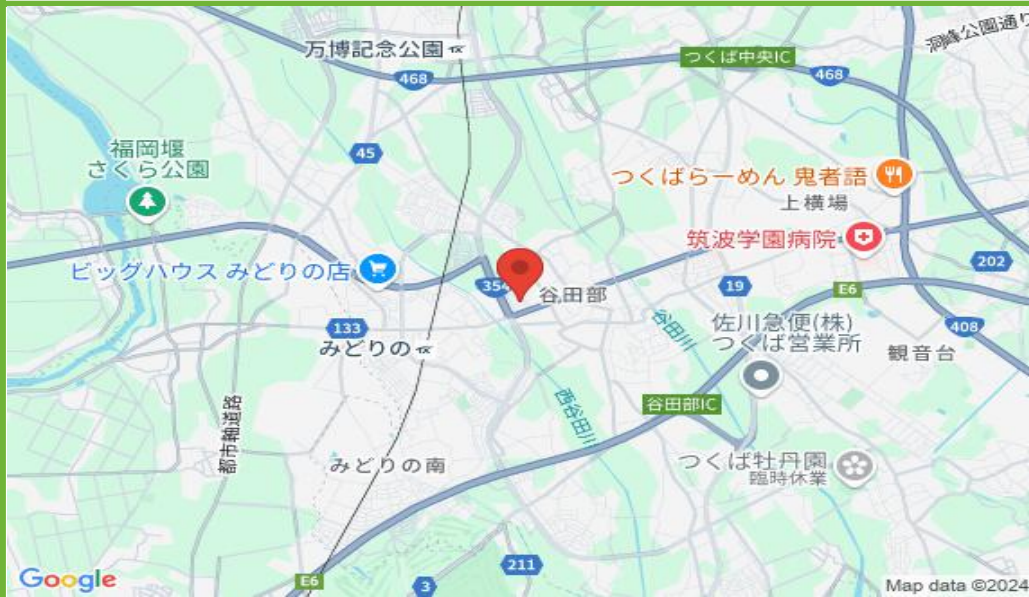 洞峰公園通り
万博記念公園
つくば中央IC
468
468
福岡堰
さくら公園
45
つくばらーめん 鬼者語
上横場
筑波学園病院
202
ビッグハウス みどりの店
354
谷田部
19
E6
133
みどりの
谷田川
佐川急便(株)
つくば営業所
408
観音台
都市軸道路
西谷田川
谷田部IC
みどりの南
つくば牡丹園
臨時休業
211
E6
3
Google
Map data ©2024